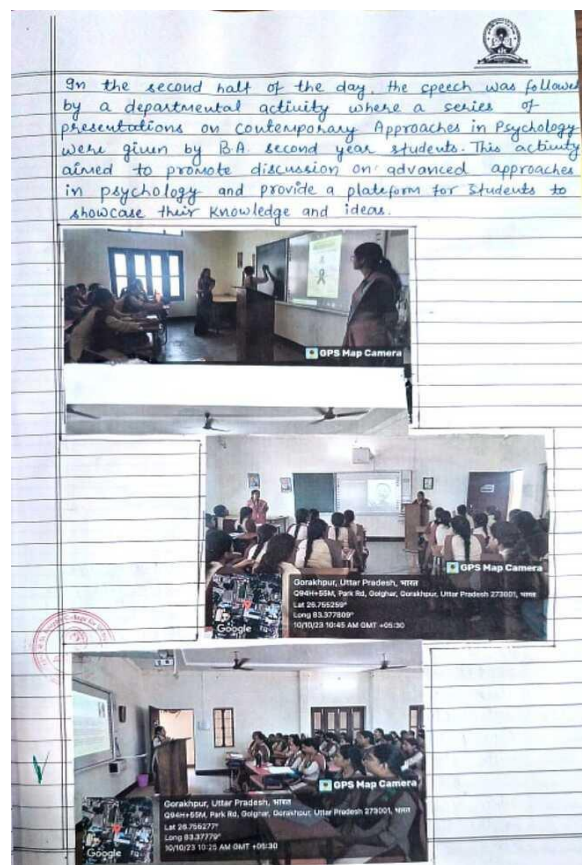 In the second half of the day, the speech was followed
by a departmental activity where a series of
presentations on Contemporary Approaches in Psychology
were given by B.A. second year students. This activity
aimed to promote discussion on advanced approaches
in psychology and provide a plateform for students to
showcase their knowledge and ideas.
GPS Map Camera
GPS Map Camera
Gorakhpur, Uttar Pradesh, भारत
Q94H+55M, Park Rd, Golghar, Gorakhpur, Uttar Pradesh 273001, भारत
Lat 26.755259°
Long 83.377809°
10/10/23 10:45 AM GMT +05:30
Google
GPS Map Camera
Gorakhpur, Uttar Pradesh, भारत
Q94H+55M, Park Rd, Golghar, Gorakhpur, Uttar Pradesh 273001, भारत
Lat 26.755277°
Long 83.37779°
10/10/23 10:25 AM GMT +05:30
Google